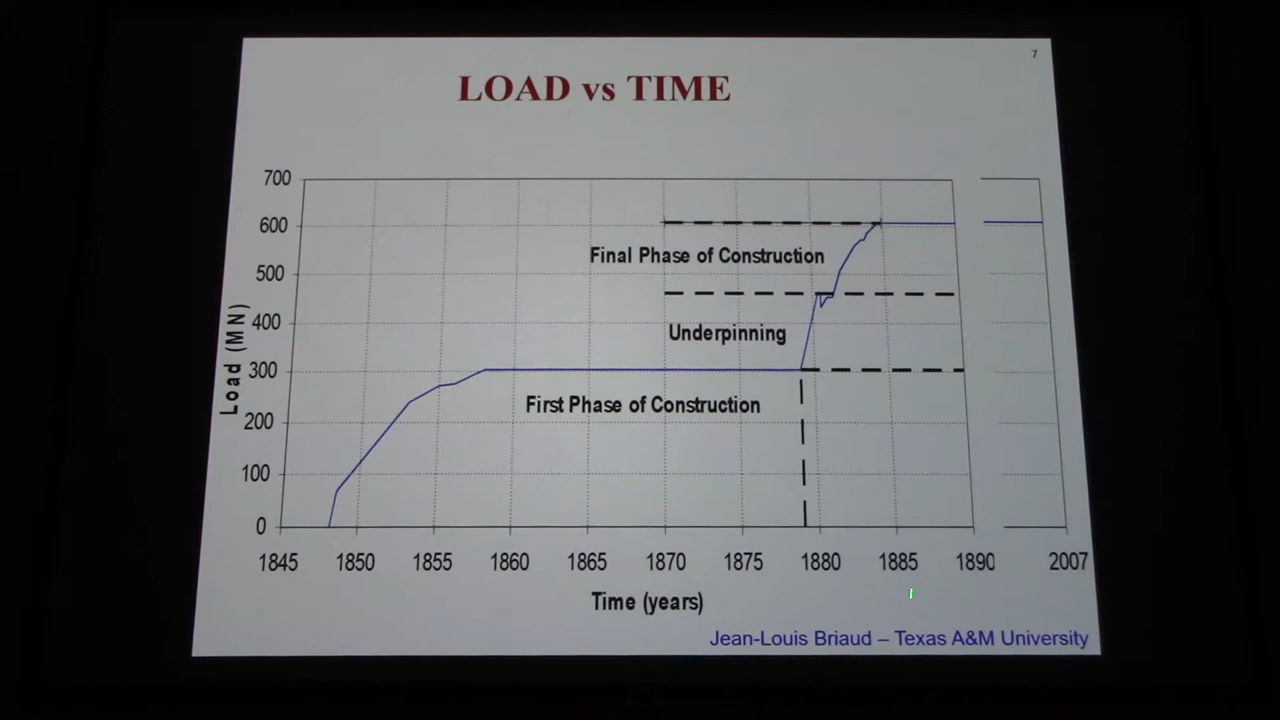 7
LOAD vs TIME
700
600
500
400
300
200
100
0
Load (MN)
Final Phase of Construction
Underpinning
First Phase of Construction
1845 1850 1855 1860 1865 1870 1875 1880 1885 1890 2007
Time (years)
Jean-Louis Briaud – Texas A&M University